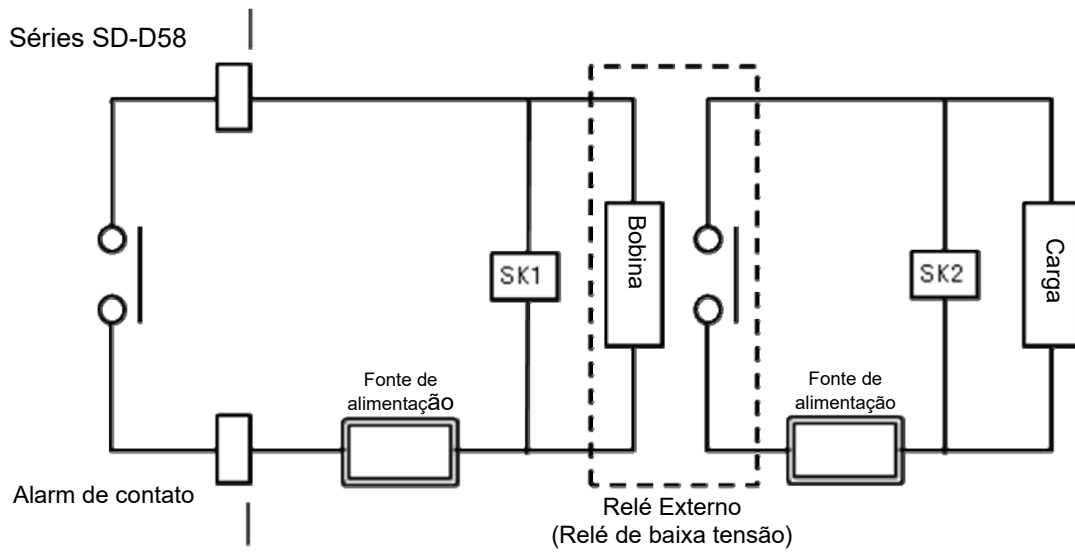 Séries SD-D58
Bobina
Carga
SK1
SK2
Fonte de
alimentação
Fonte de
alimentação
Alarm de contato
Relé Externo
(Relé de baixa tensão)